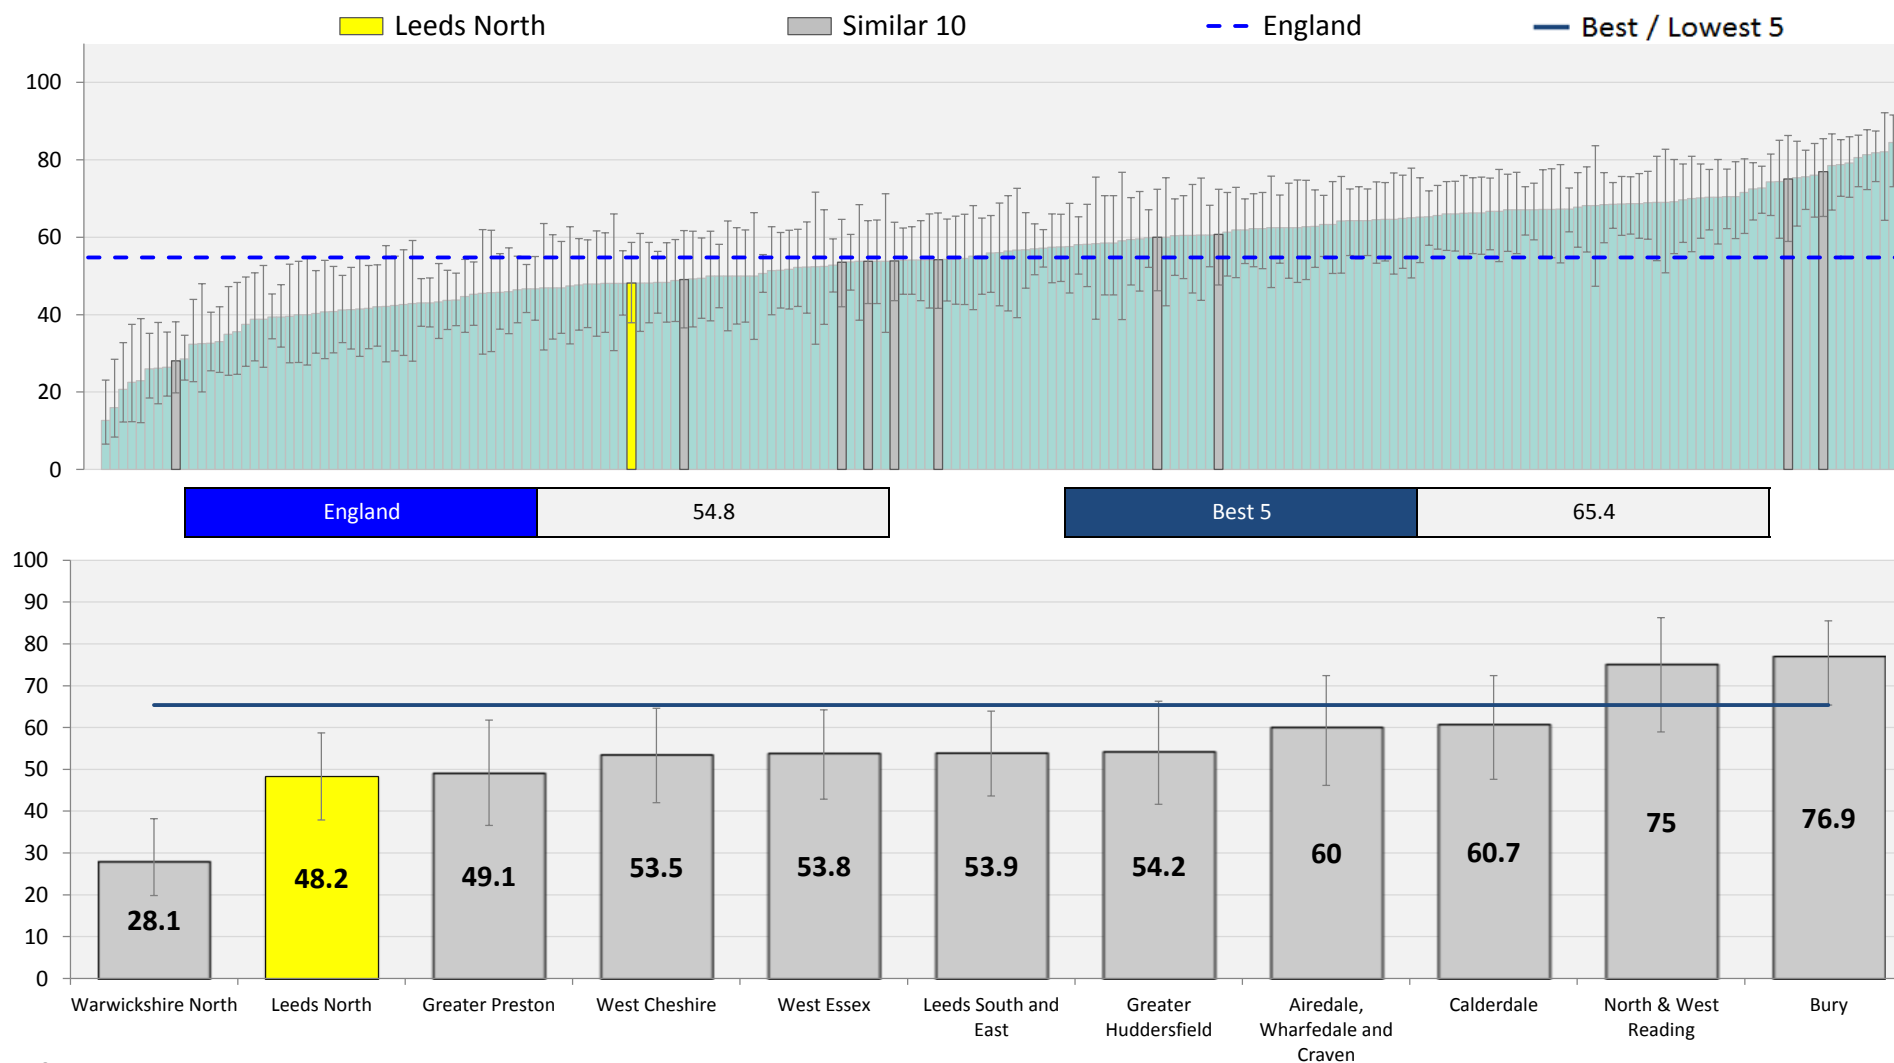 Leeds North
Similar 10
England
Best / Lowest 5
100
80
60
40
20
0
England
54.8
Best 5
65.4
100
90
80
70
60
50
40
30
20
10
0
28.1
48.2
49.1
53.5
53.8
53.9
54.2
60
60.7
75
76.9
Warwickshire North
Leeds North
Greater Preston
West Cheshire
West Essex
Leeds South and
East
Greater
Huddersfield
Airedale,
Wharfedale and
Craven
Calderdale
North & West
Reading
Bury